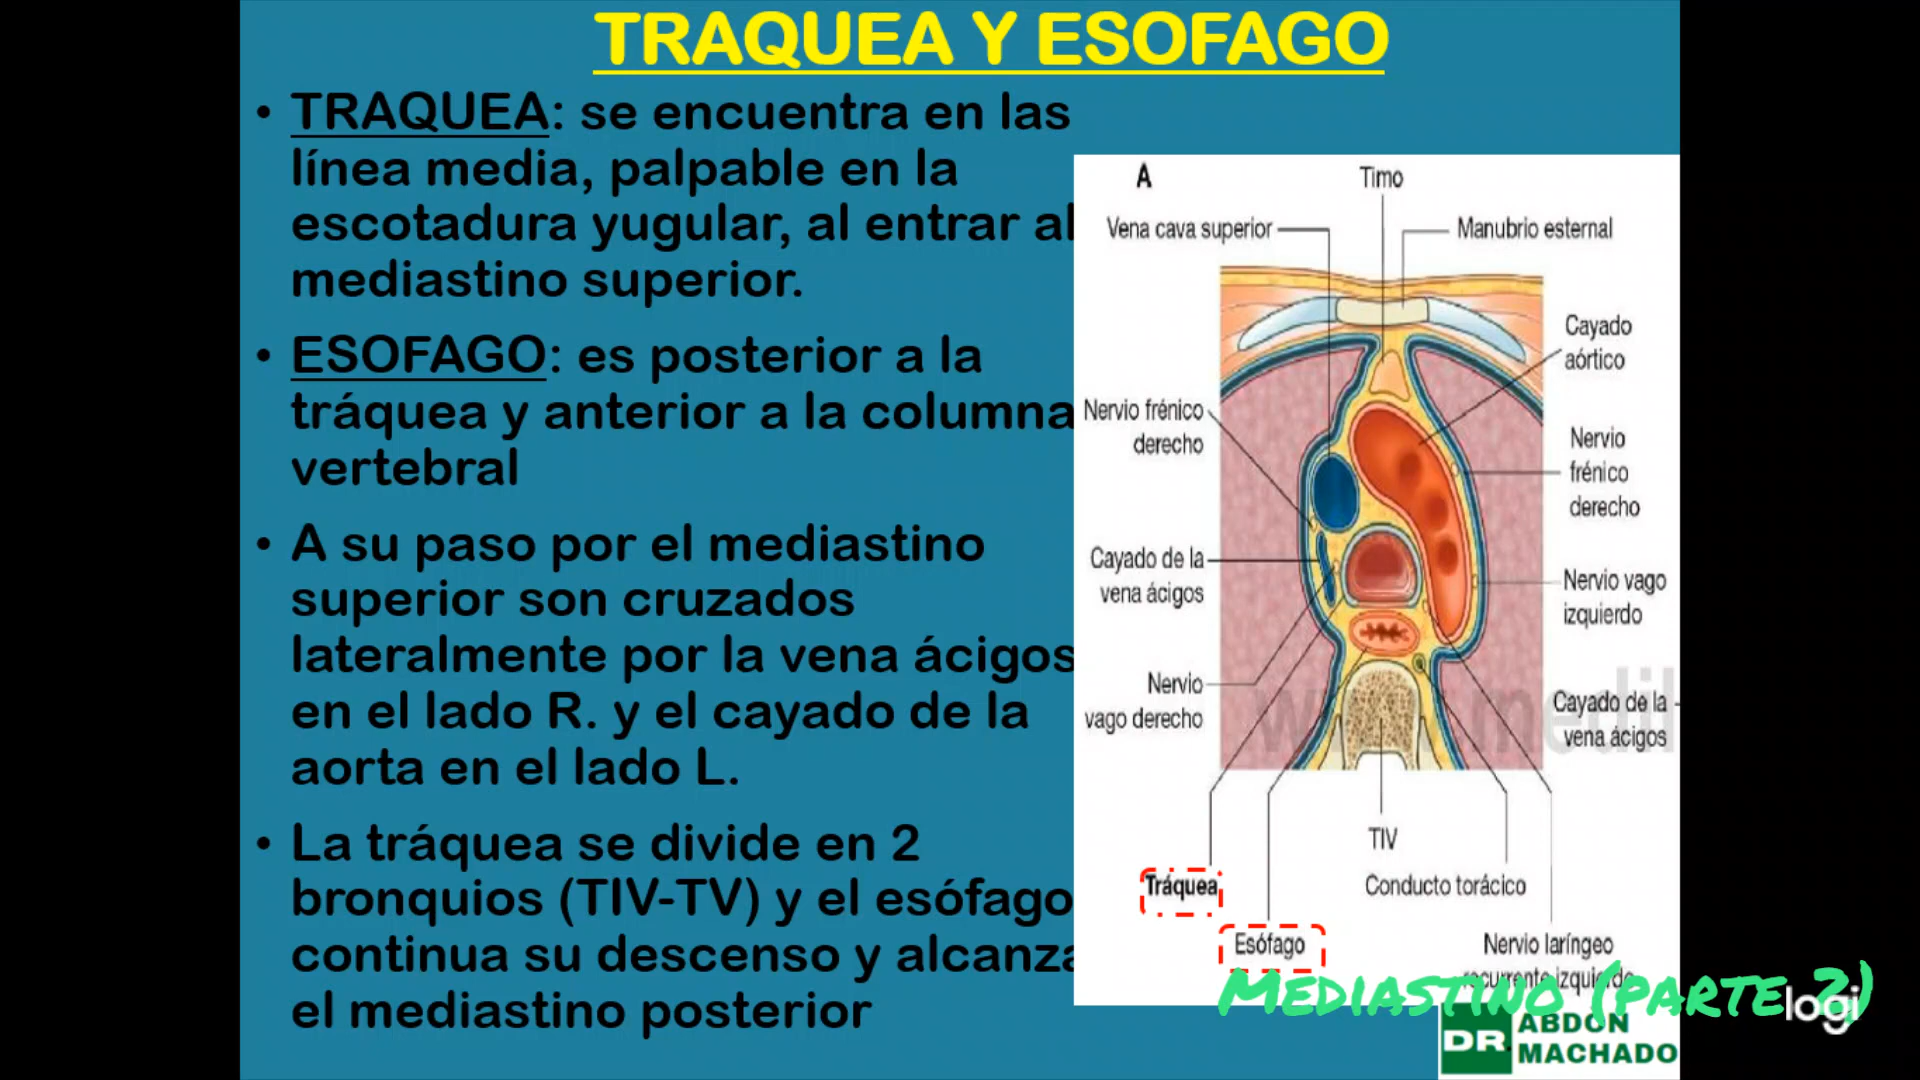 TRAQUEA Y ESOFAGO
• TRAQUEA: se encuentra en las
línea media, palpable en la
escotadura yugular, al entrar al
mediastino superior.
• ESOFAGO: es posterior a la
tráquea y anterior a la columna
vertebral
• A su paso por el mediastino
superior son cruzados
lateralmente por la vena ácigos
en el lado R. y el cayado de la
aorta en el lado L.
• La tráquea se divide en 2
bronquios (TIV-TV) y el esófago
continua su descenso y alcanza
el mediastino posterior
A
Timo
Vena cava superior
Manubrio esternal
Cayado
aórtico
Nervio frénico
derecho
Nervio
frénico
derecho
Cayado de la
vena ácigos
Nervio vago
izquierdo
Nervio
vago derecho
Cayado de la
vena ácigos
TIV
Tráquea
Conducto torácico
Esófago
Nervio laríngeo
recurrente izquierdo
Mediastino (parte 2)
logi
DR. ABDON
MACHADO